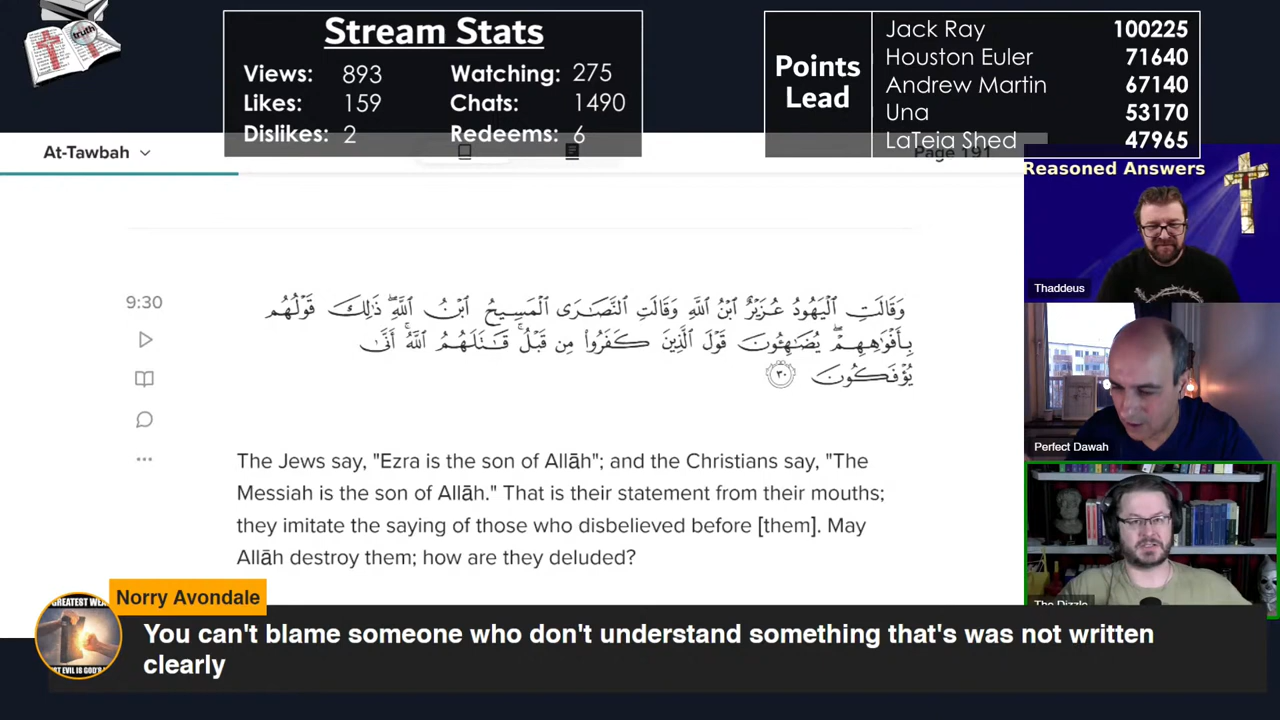 truth
Stream Stats
Views: 893
Watching: 275
Likes: 159
Chats: 1490
Dislikes: 2
Redeems: 6
Points
Lead
Jack Ray 100225
Houston Euler 71640
Andrew Martin 67140
Una 53170
LaTeia Shed 47965
At-Tawbah
Page 191
Reasoned Answers
Thaddeus
9:30
وَقَالَتِ ٱلْيَهُودُ عُزَيْرٌ ٱبْنُ ٱللَّهِ وَقَالَتِ ٱلنَّصَـٰرَى ٱلْمَسِيحُ ٱبْنُ ٱللَّهِ ۖ ذَٰلِكَ قَوْلُهُم
بِأَفْوَٰهِهِمْ ۖ يُضَـٰهِـُٔونَ قَوْلَ ٱلَّذِينَ كَفَرُوا۟ مِن قَبْلُ ۚ قَـٰتَلَهُمُ ٱللَّهُ ۚ أَنَّىٰ
يُؤْفَكُونَ ٣٠
Perfect Dawah
The Jews say, "Ezra is the son of Allāh"; and the Christians say, "The
Messiah is the son of Allāh." That is their statement from their mouths;
they imitate the saying of those who disbelieved before [them]. May
Allāh destroy them; how are they deluded?
The Dizzle
Norry Avondale
You can't blame someone who don't understand something that's was not written
clearly